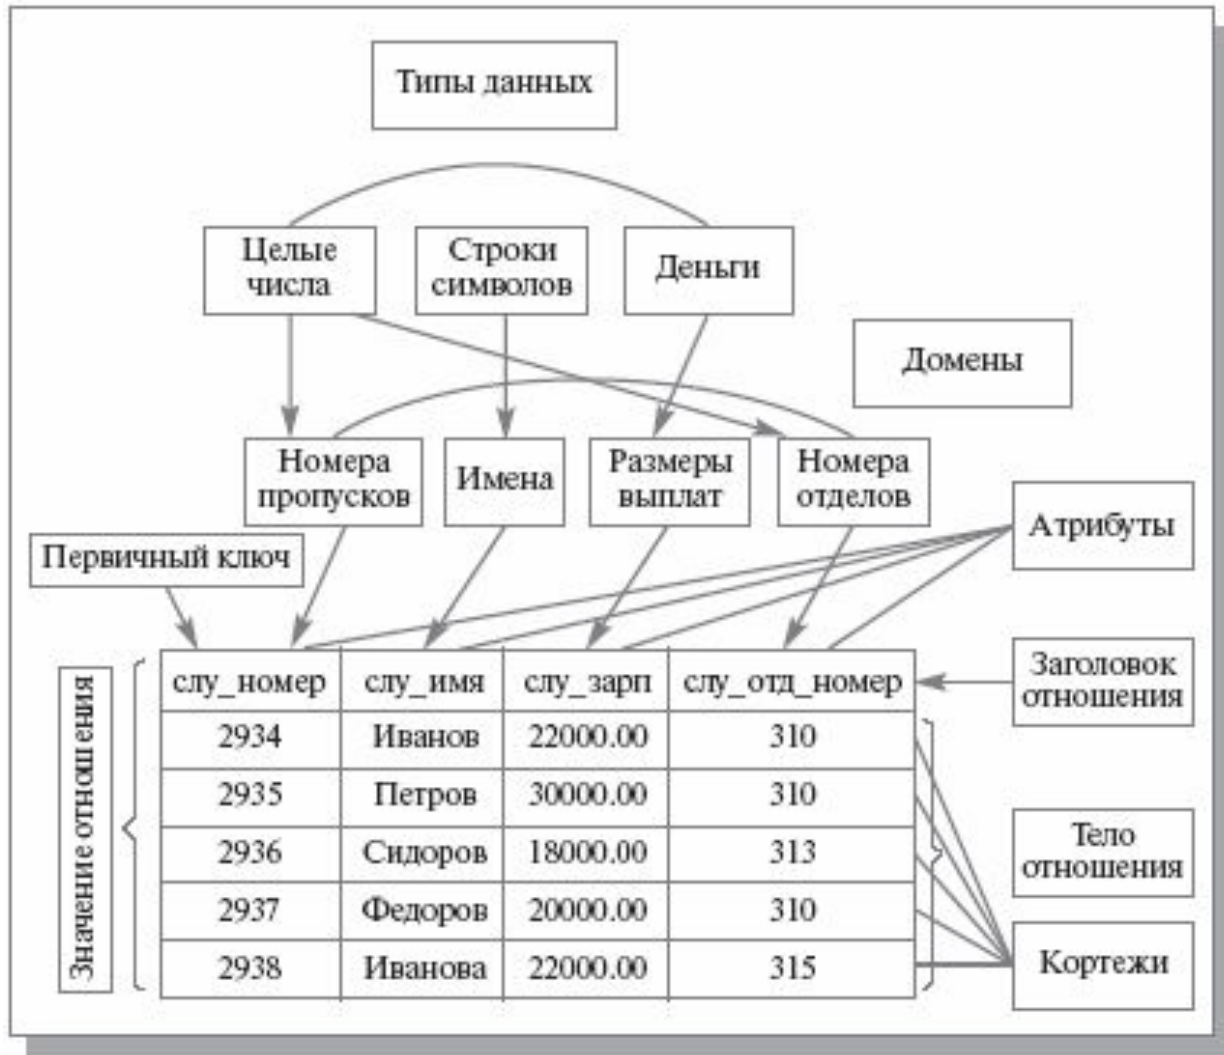 Типы данных
Целые
числа
Строки
символов
Деньги
Домены
Номера
пропусков
Имена
Размеры
выплат
Номера
отделов
Атрибуты
Первичный ключ
Заголовок
отношения
Значение отношения
слу_номер слу_имя слу_зарп слу_отд_номер
2934 Иванов 22000.00 310
2935 Петров 30000.00 310
2936 Сидоров 18000.00 313
2937 Федоров 20000.00 310
2938 Иванова 22000.00 315
Тело
отношения
Кортежи